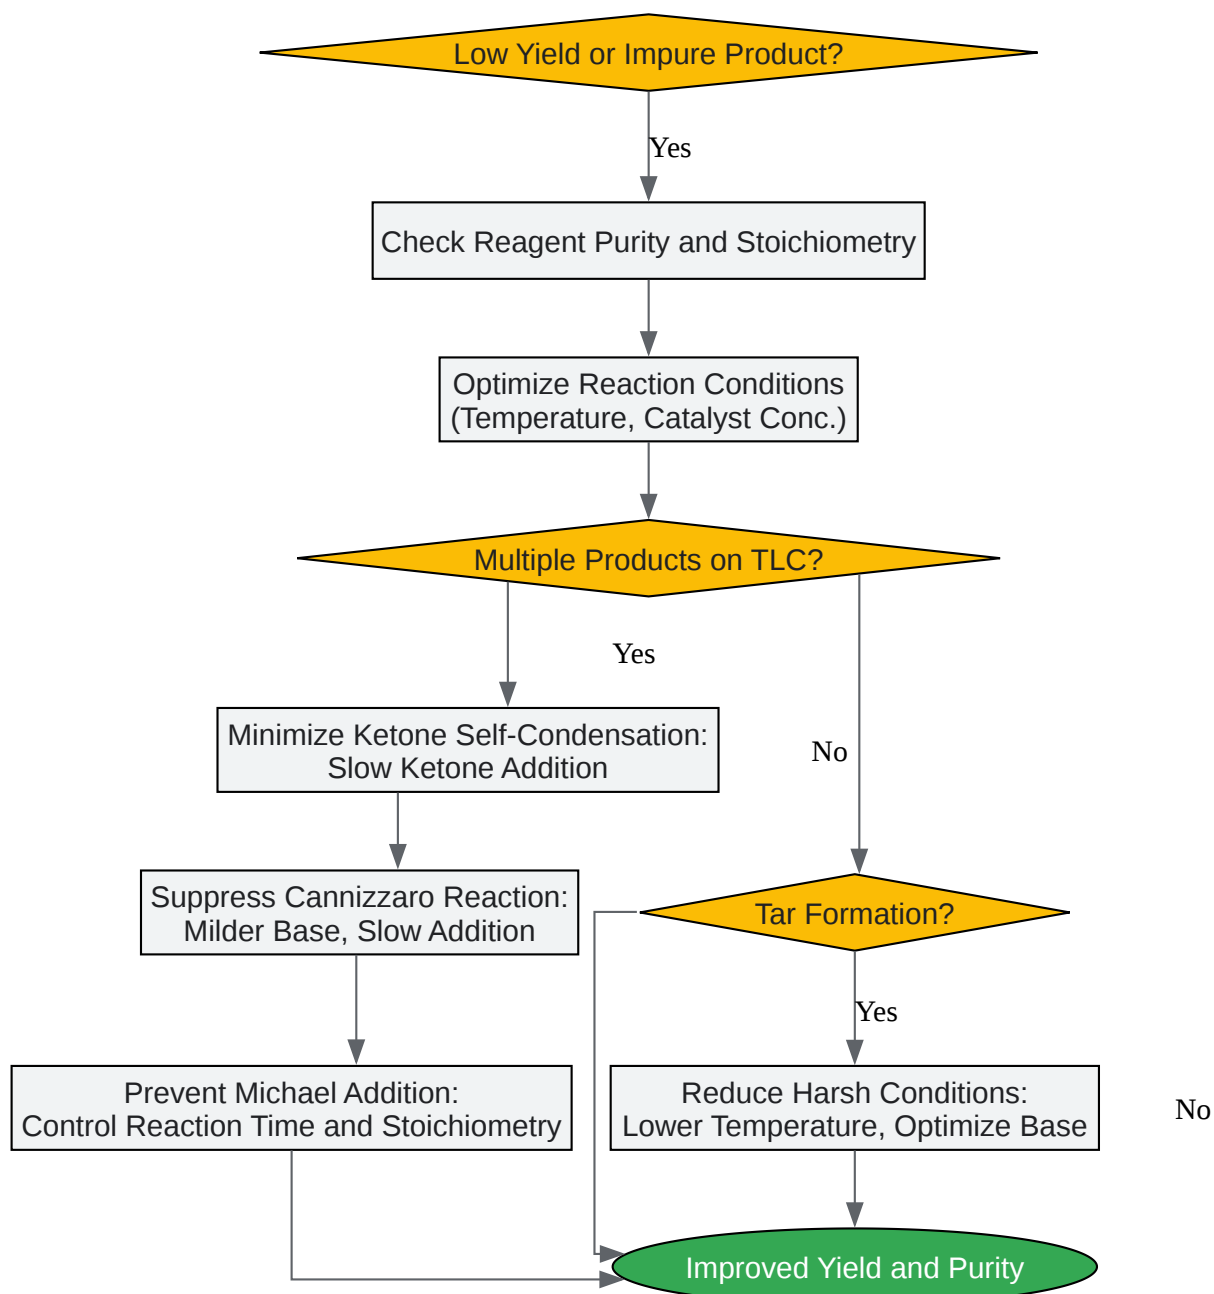 Low Yield or Impure Product?
Yes
Check Reagent Purity and Stoichiometry
Optimize Reaction Conditions
(Temperature, Catalyst Conc.)
Multiple Products on TLC?
Yes
Minimize Ketone Self-Condensation:
Slow Ketone Addition
No
Suppress Cannizzaro Reaction:
Milder Base, Slow Addition
Tar Formation?
Yes
Prevent Michael Addition:
Control Reaction Time and Stoichiometry
Reduce Harsh Conditions:
Lower Temperature, Optimize Base
No
Improved Yield and Purity